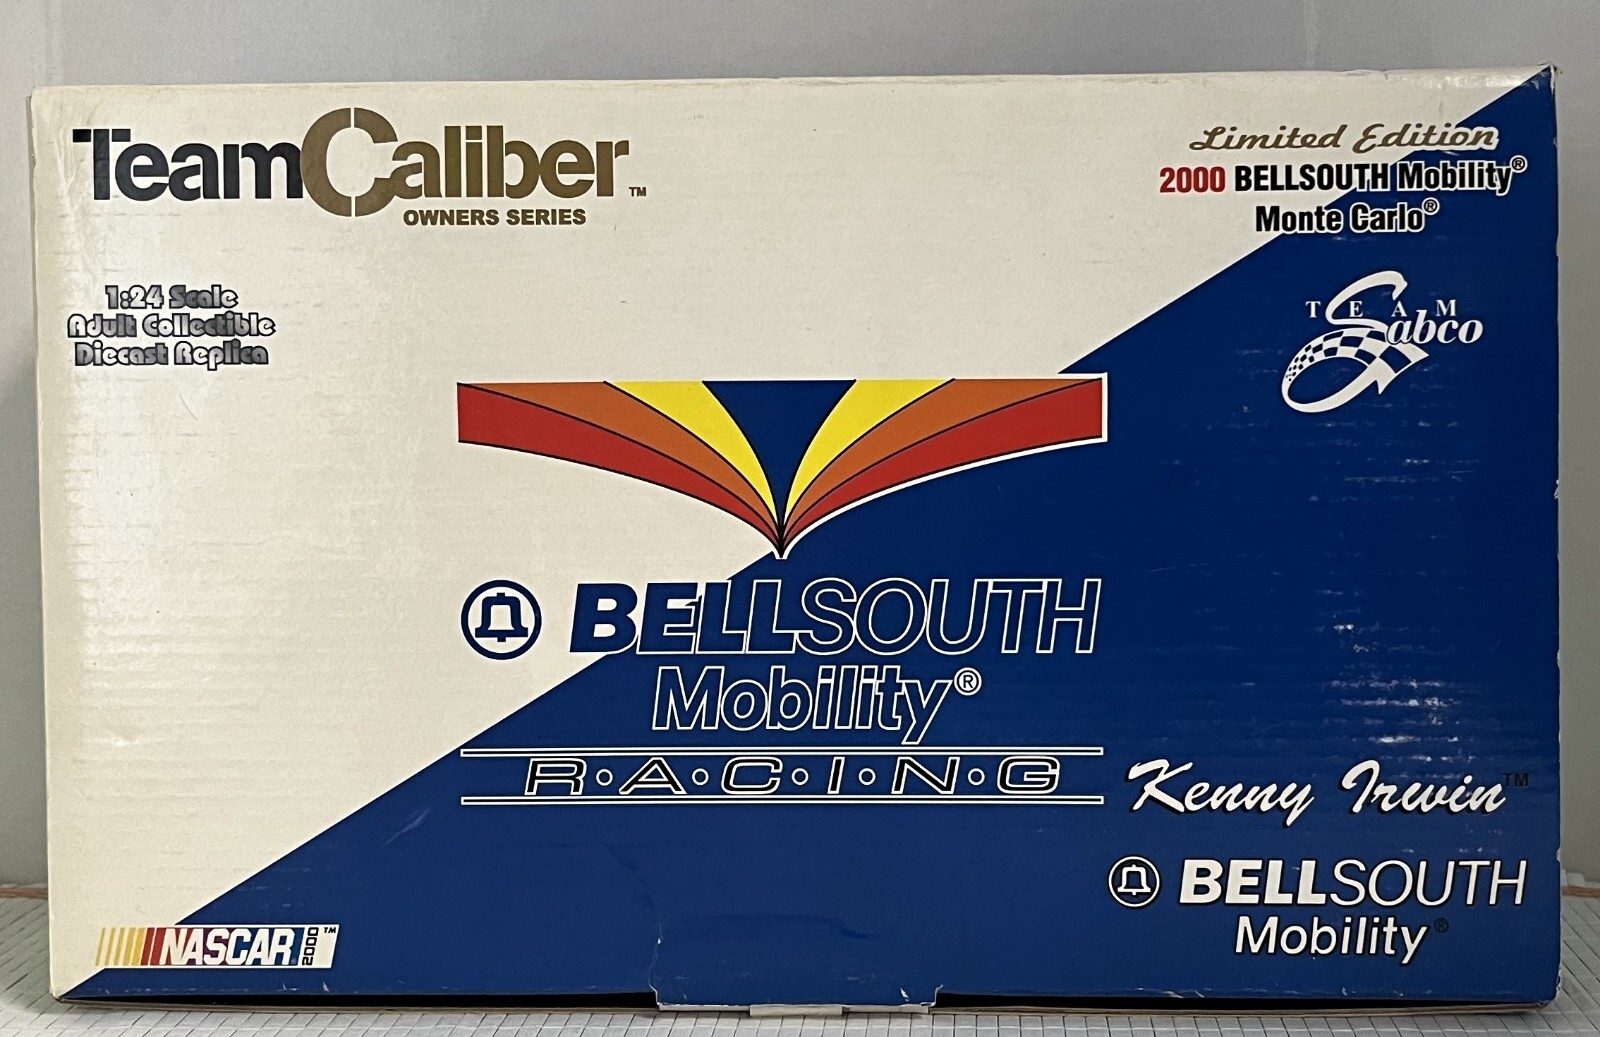 TeamCaliber™
OWNERS SERIES
Limited Edition
2000 BELLSOUTH Mobility®
Monte Carlo®
1:24 Scale
Adult Collectible
Diecast Replica
TEAM
Sabco
BELLSOUTH
Mobility®
R•A•C•I•N•G
Kenny Irwin™
BELLSOUTH
Mobility®
NASCAR 2000™